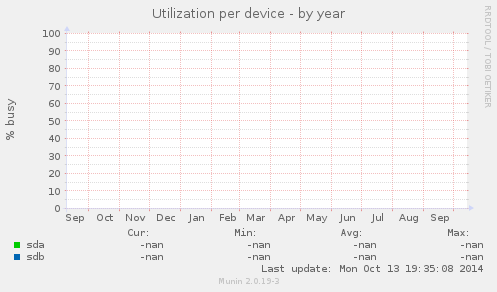 Utilization per device - by year
RRDTOOL / TOBI OETIKER
% busy
100
90
80
70
60
50
40
30
20
10
0
Sep Oct Nov Dec Jan Feb Mar Apr May Jun Jul Aug Sep
Cur: Min: Avg: Max:
sda -nan -nan -nan -nan
sdb -nan -nan -nan -nan
Last update: Mon Oct 13 19:35:08 2014
Munin 2.0.19-3